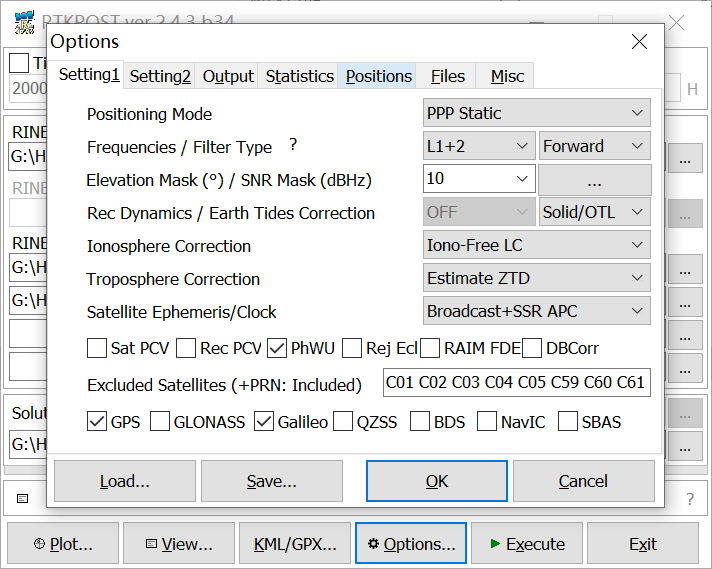 RTKPOST ver.2.4.3 b34
Options
Setting1 Setting2 Output Statistics Positions Files Misc
Ti
2000
H
Positioning Mode PPP Static
Frequencies / Filter Type ? L1+2 Forward
RINE
G:\H
...
Elevation Mask (°) / SNR Mask (dBHz) 10 ...
RINE
Rec Dynamics / Earth Tides Correction OFF Solid/OTL
...
RINE
Ionosphere Correction Iono-Free LC
G:\H
...
Troposphere Correction Estimate ZTD
G:\H
...
Satellite Ephemeris/Clock Broadcast+SSR APC
...
Sat PCV Rec PCV PhWU Rej Ecl RAIM FDE DBCorr
...
Excluded Satellites (+PRN: Included) C01 C02 C03 C04 C05 C59 C60 C61
Solut
...
GPS GLONASS Galileo QZSS BDS NavIC SBAS
G:\H
...
Load... Save... OK Cancel
?
Plot... View... KML/GPX... Options... Execute Exit